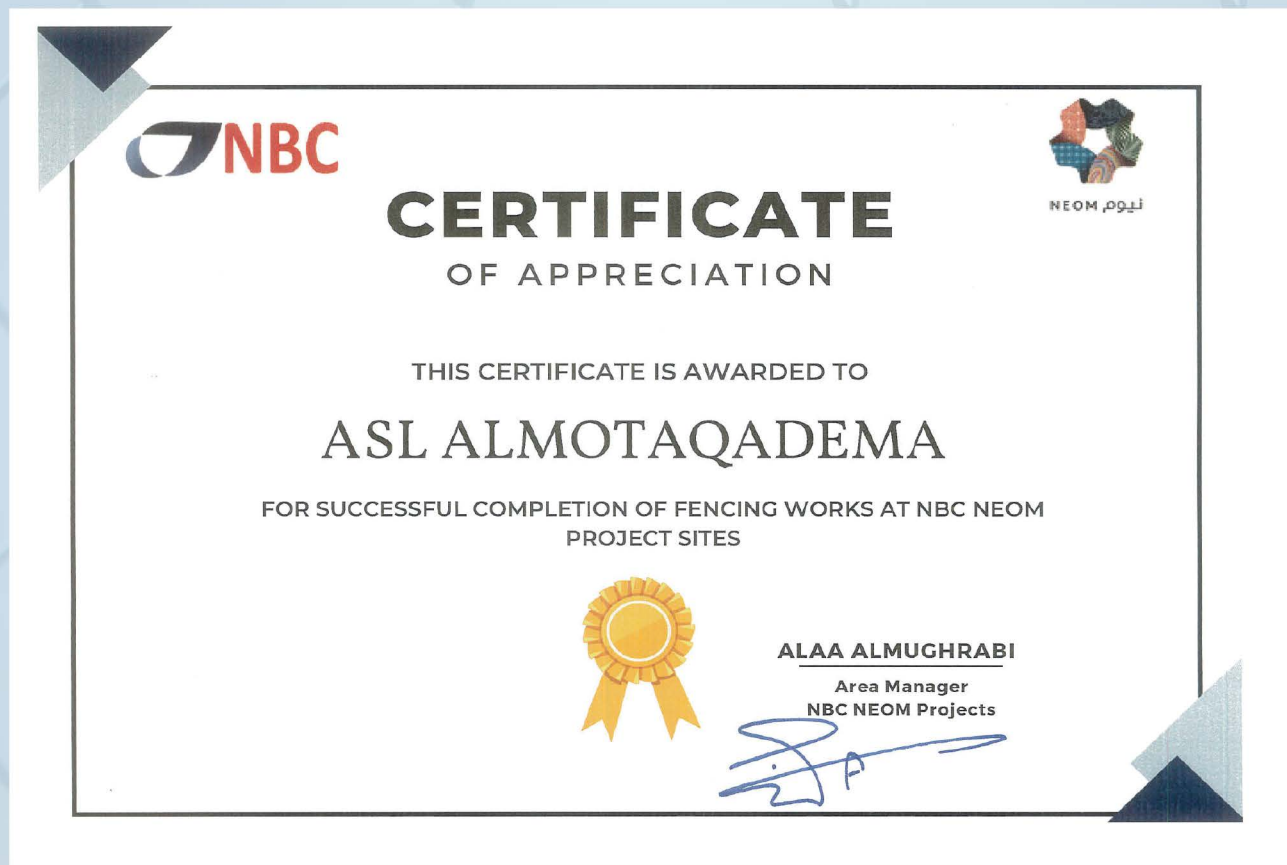 NBC
NEOM نيوم
CERTIFICATE
OF APPRECIATION
THIS CERTIFICATE IS AWARDED TO
ASL ALMOTAQADEMA
FOR SUCCESSFUL COMPLETION OF FENCING WORKS AT NBC NEOM
PROJECT SITES
ALAA ALMUGHRABI
Area Manager
NBC NEOM Projects